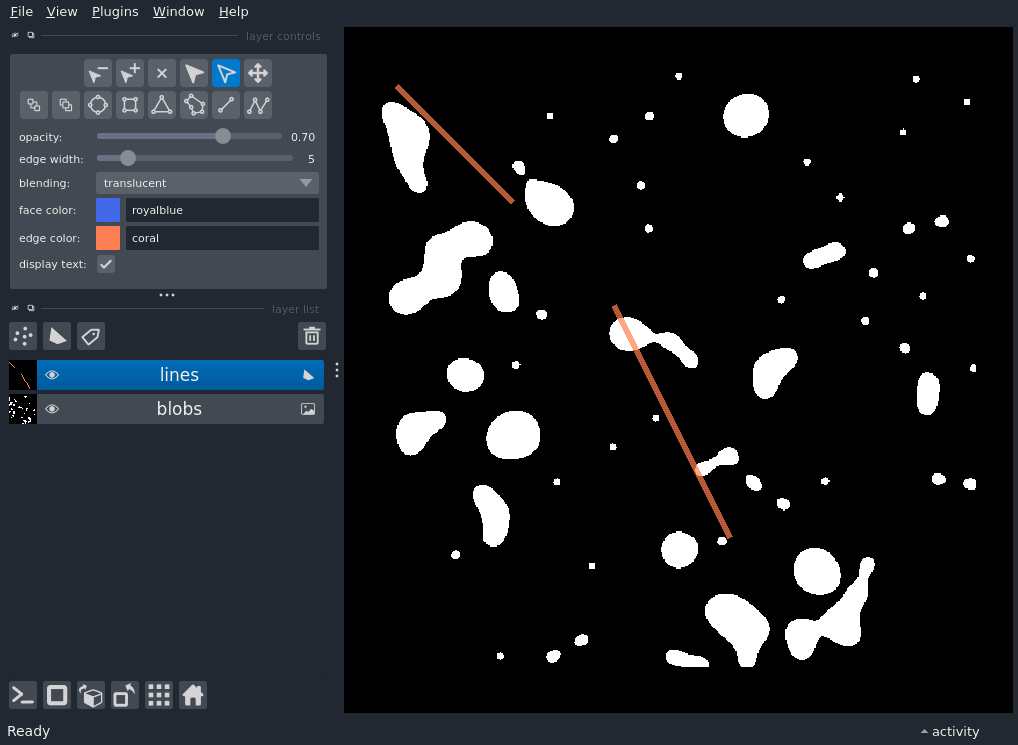 File View Plugins Window Help
layer controls
opacity: 0.70
edge width: 5
blending: translucent
face color: royalblue
edge color: coral
display text:
layer list
lines
blobs
Ready activity